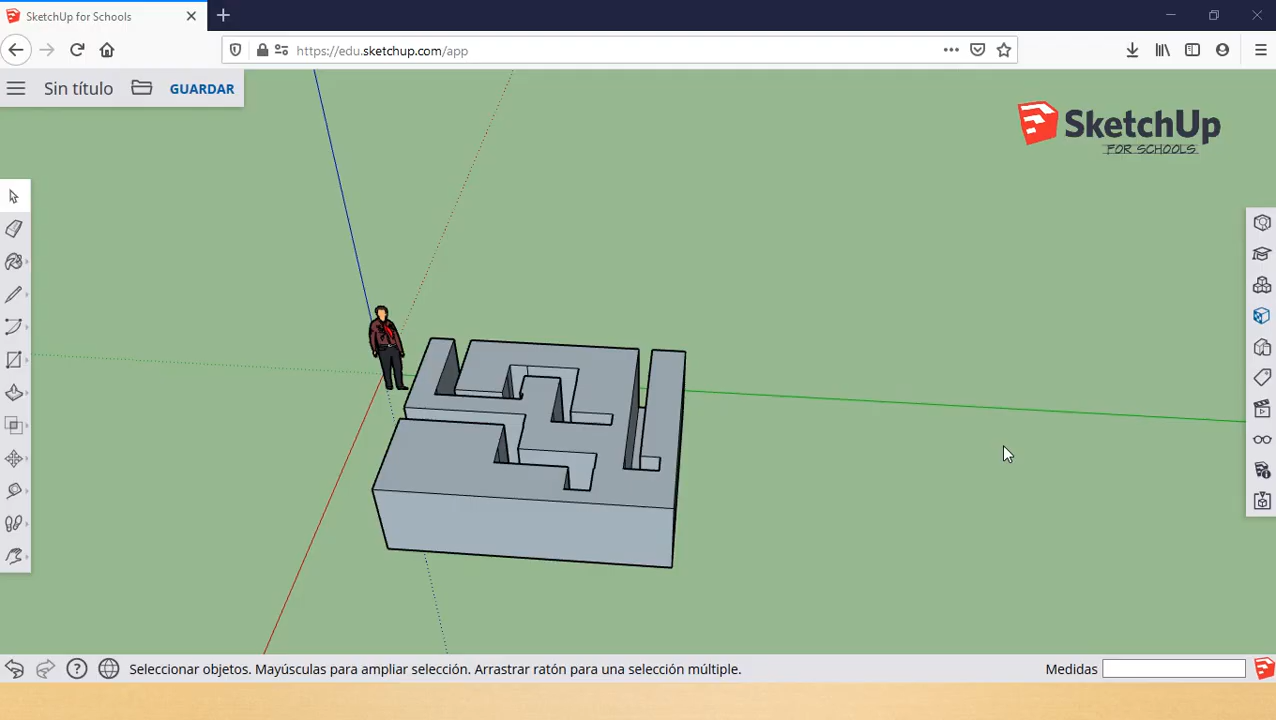 SketchUp for Schools
https://edu.sketchup.com/app
Sin título
GUARDAR
SketchUp
FOR SCHOOLS
Seleccionar objetos. Mayúsculas para ampliar selección. Arrastrar ratón para una selección múltiple.
Medidas